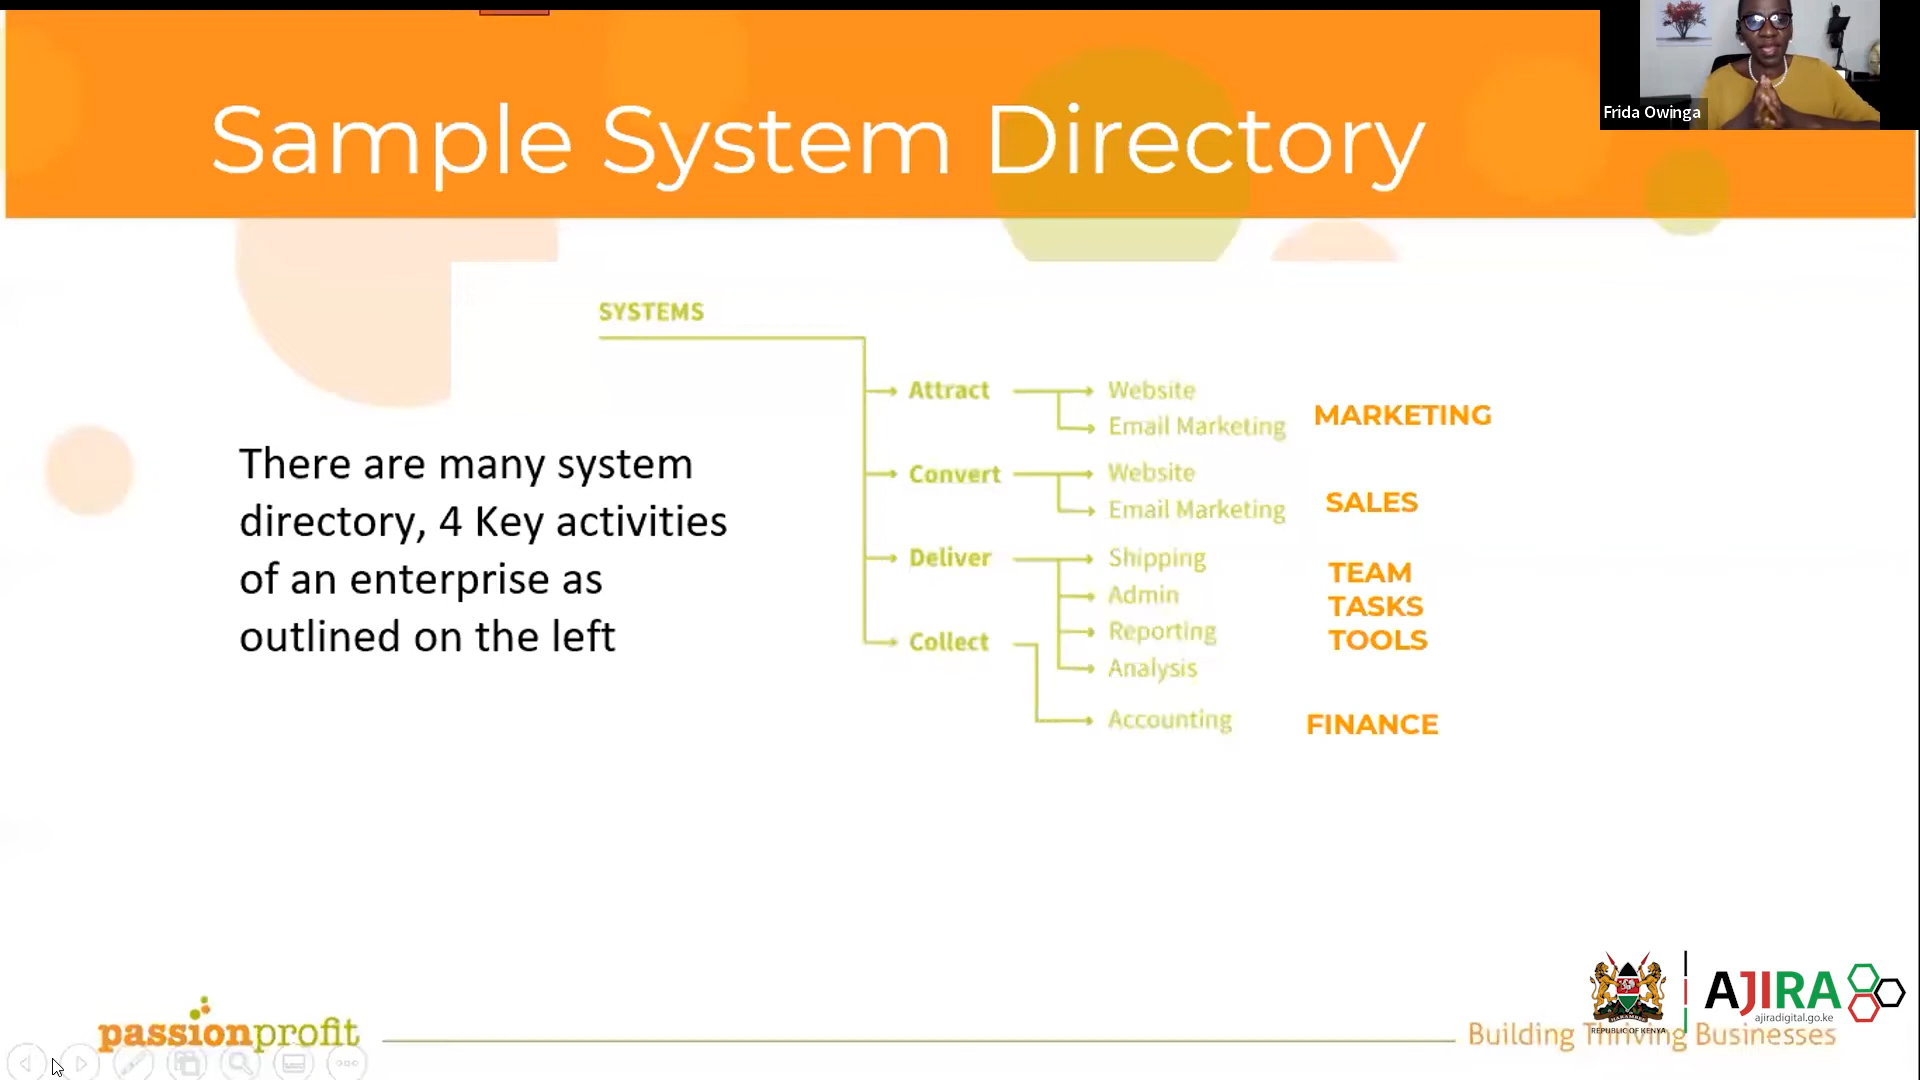 Sample System Directory
Frida Owinga
SYSTEMS
There are many system
directory, 4 Key activities
of an enterprise as
outlined on the left
Attract
Website
Email Marketing
MARKETING
Convert
Website
Email Marketing
SALES
Deliver
Shipping
Admin
Reporting
Analysis
TEAM
TASKS
TOOLS
Collect
Accounting
FINANCE
passionprofit
REPUBLIC OF KENYA
AJIRA
ajiradigital.go.ke
Building Thriving Businesses